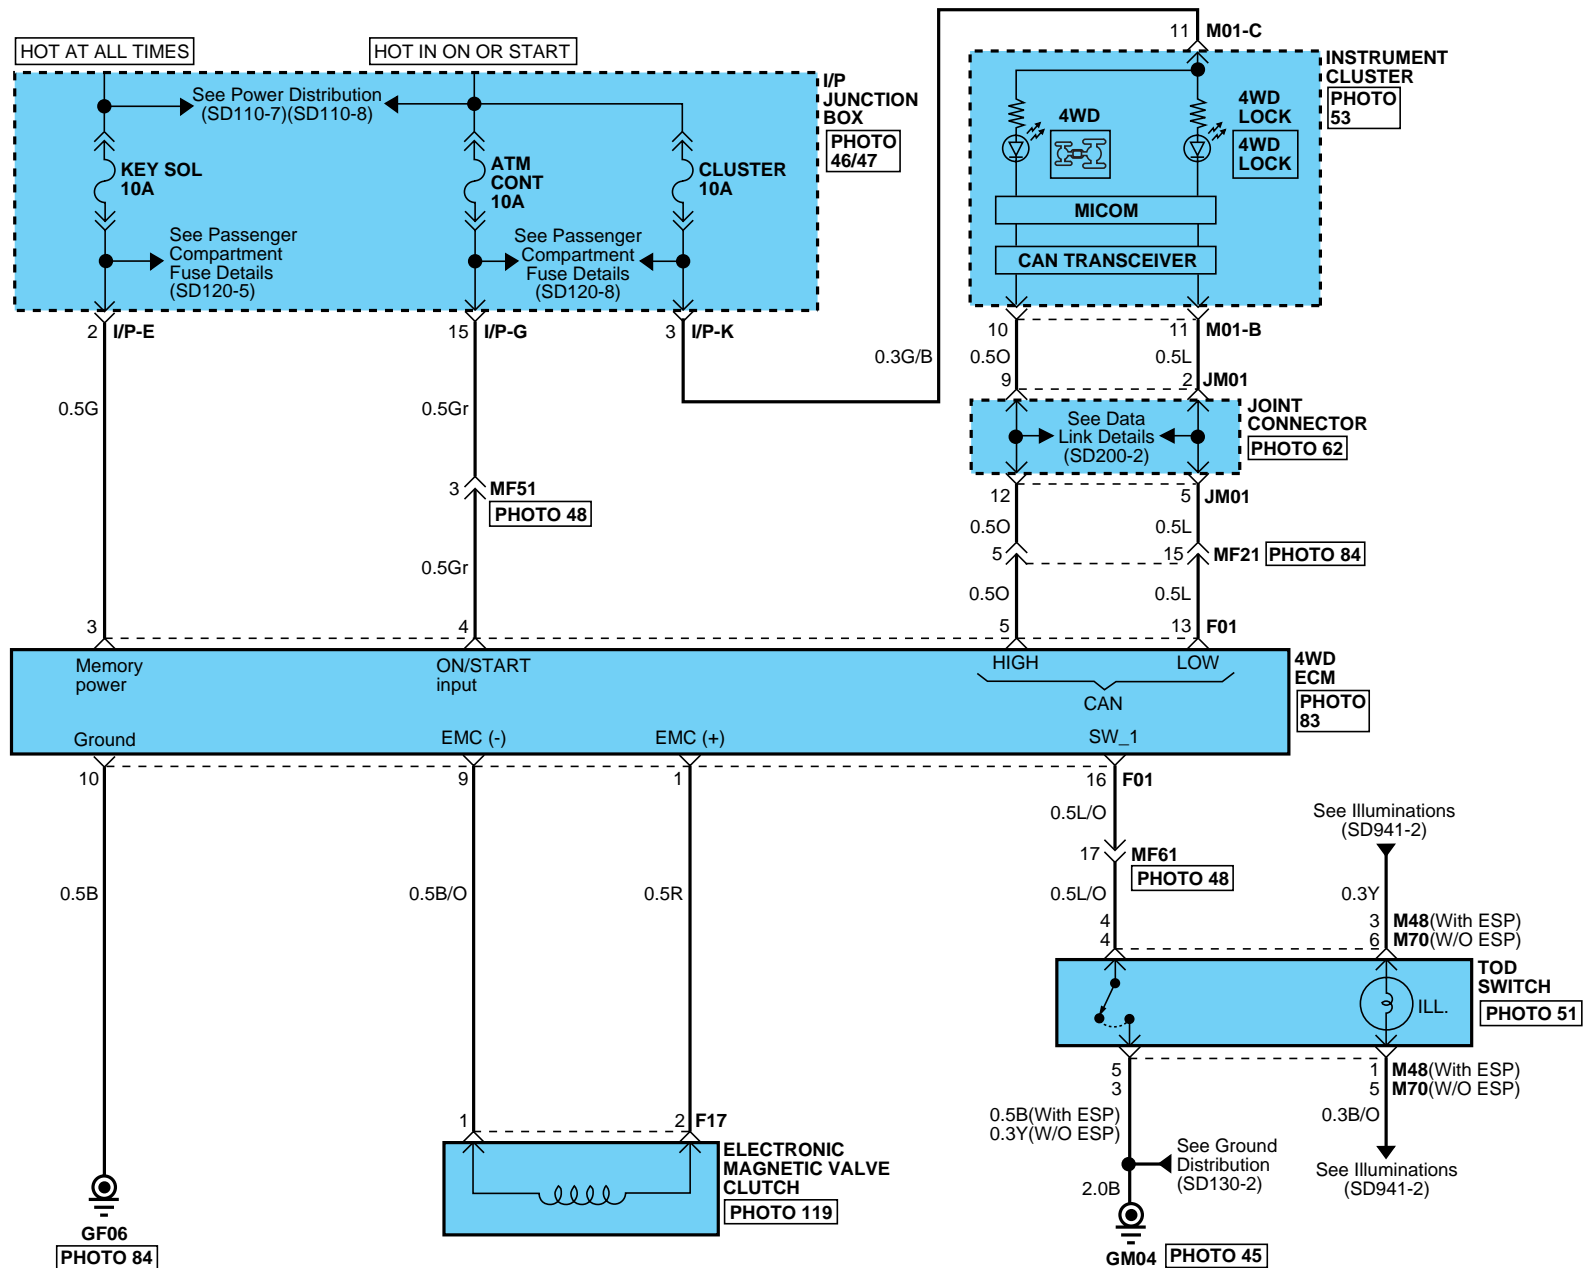 HOT AT ALL TIMES
HOT IN ON OR START
I/P
JUNCTION
BOX
PHOTO
46/47
See Power Distribution
(SD110-7)(SD110-8)
KEY SOL
10A
ATM
CONT
10A
CLUSTER
10A
See Passenger
Compartment
Fuse Details
(SD120-5)
See Passenger
Compartment
Fuse Details
(SD120-8)
2 I/P-E
15 I/P-G
3 I/P-K
11 M01-C
INSTRUMENT
CLUSTER
PHOTO
53
4WD
4WD
LOCK
4WD
LOCK
MICOM
CAN TRANSCEIVER
10
11 M01-B
0.3G/B
0.5O
0.5L
9
2 JM01
JOINT
CONNECTOR
PHOTO 62
See Data
Link Details
(SD200-2)
12
5 JM01
0.5O
0.5L
5
15 MF21 PHOTO 84
0.5O
0.5L
0.5G
0.5Gr
3 MF51
PHOTO 48
0.5Gr
3
4
5
13 F01
Memory
power
ON/START
input
HIGH
LOW
CAN
4WD
ECM
PHOTO
83
Ground
EMC (-)
EMC (+)
SW_1
10
9
1
16 F01
0.5L/O
17 MF61
PHOTO 48
0.5L/O
0.5B
0.5B/O
0.5R
See Illuminations
(SD941-2)
0.3Y
4
4
3 M48(With ESP)
6 M70(W/O ESP)
TOD
SWITCH
PHOTO 51
ILL.
5
3
1 M48(With ESP)
5 M70(W/O ESP)
0.5B(With ESP)
0.3Y(W/O ESP)
0.3B/O
See Ground
Distribution
(SD130-2)
See Illuminations
(SD941-2)
2.0B
GM04 PHOTO 45
1
2 F17
ELECTRONIC
MAGNETIC VALVE
CLUTCH
PHOTO 119
GF06
PHOTO 84